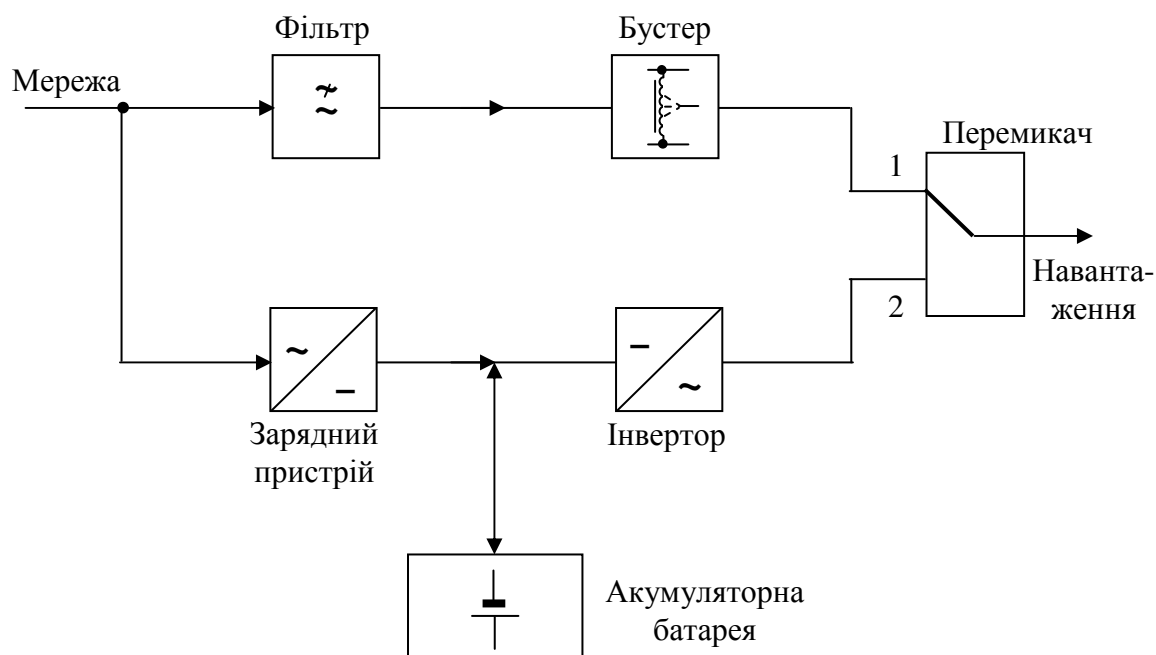 Фільтр
Бустер
Мережа
Перемикач
1
2
Наванта-
ження
Зарядний
пристрій
Інвертор
Акумуляторна
батарея